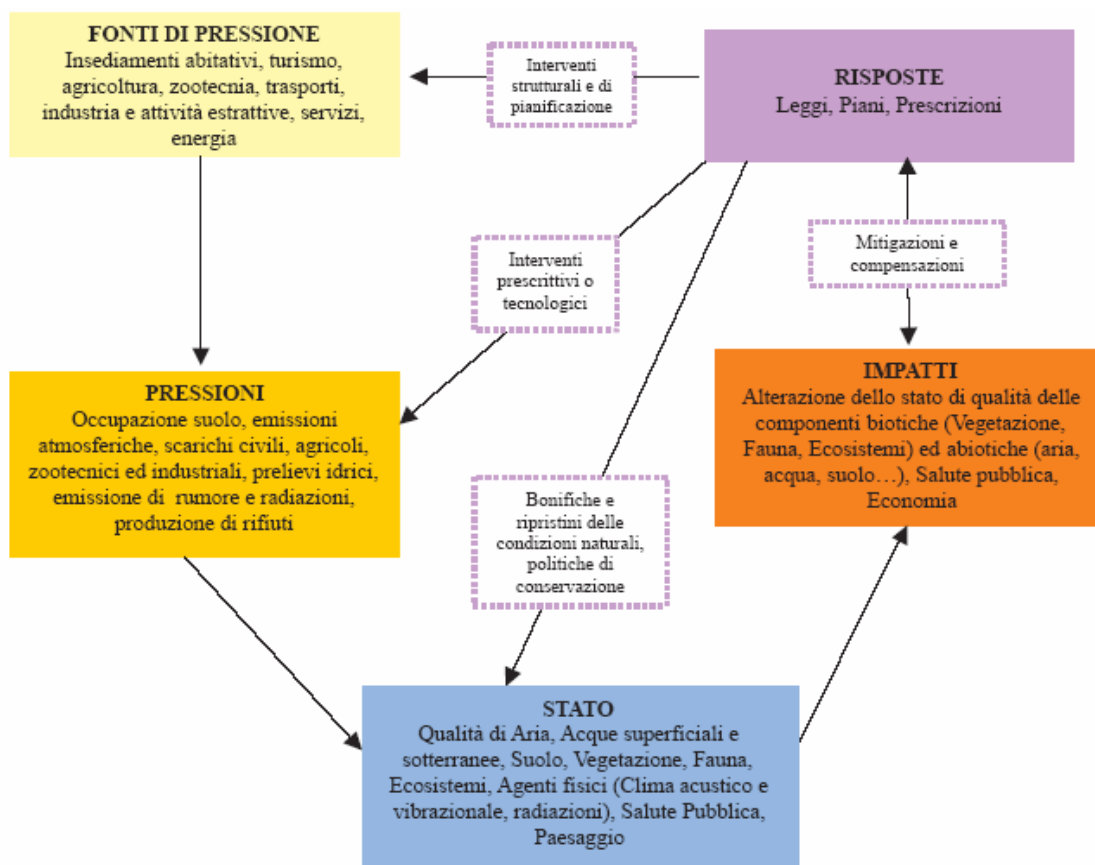 FONTI DI PRESSIONE
Insediamenti abitativi, turismo,
agricoltura, zootecnia, trasporti,
industria e attività estrattive, servizi,
energia
Interventi
strutturali e di
pianificazione
RISPOSTE
Leggi, Piani, Prescrizioni
Interventi
prescrittivi o
tecnologici
Mitigazioni e
compensazioni
PRESSIONI
Occupazione suolo, emissioni
atmosferiche, scarichi civili, agricoli,
zootecnici ed industriali, prelievi idrici,
emissione di rumore e radiazioni,
produzione di rifiuti
IMPATTI
Alterazione dello stato di qualità delle
componenti biotiche (Vegetazione,
Fauna, Ecosistemi) ed abiotiche (aria,
acqua, suolo…), Salute pubblica,
Economia
Bonifiche e
ripristini delle
condizioni naturali,
politiche di
conservazione
STATO
Qualità di Aria, Acque superficiali e
sotterranee, Suolo, Vegetazione, Fauna,
Ecosistemi, Agenti fisici (Clima acustico e
vibrazionale, radiazioni), Salute Pubblica,
Paesaggio